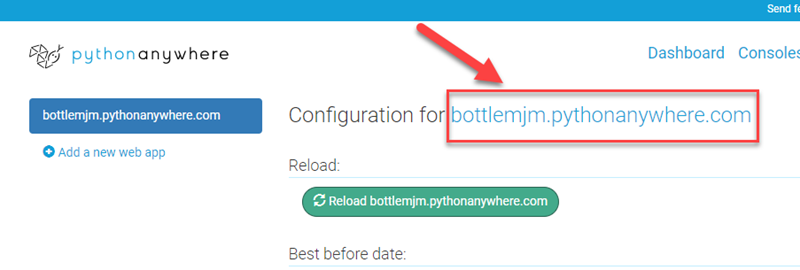 Send fe
pythonanywhere
Dashboard Consoles
bottlemjm.pythonanywhere.com
Configuration for bottlemjm.pythonanywhere.com
Add a new web app
Reload:
Reload bottlemjm.pythonanywhere.com
Best before date: